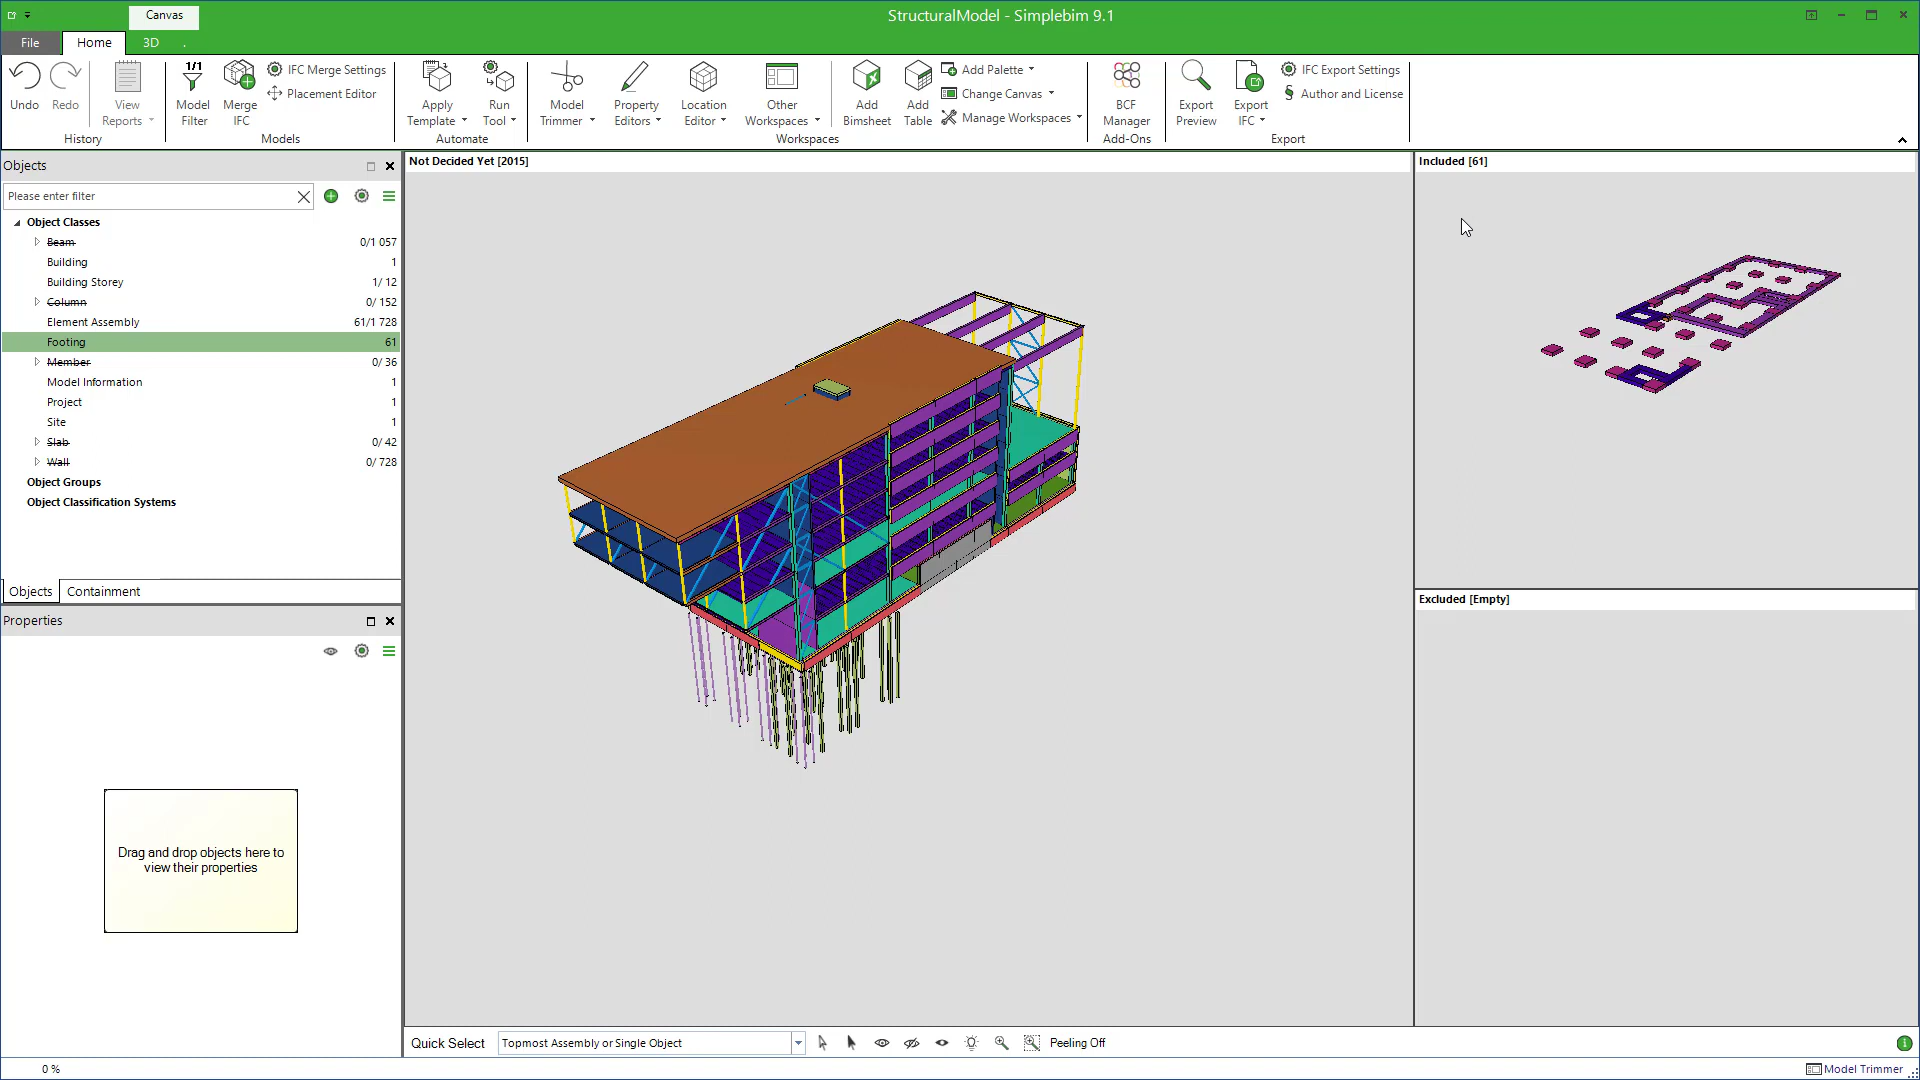 Canvas
StructuralModel - Simplebim 9.1
File
Home
3D
.
Undo
Redo
History
View
Reports
1/1
Model
Filter
Merge
IFC
IFC Merge Settings
Placement Editor
Models
Apply
Template
Run
Tool
Automate
Model
Trimmer
Property
Editors
Location
Editor
Other
Workspaces
Add
Bimsheet
Add
Table
Add Palette
Change Canvas
Manage Workspaces
Workspaces
BCF
Manager
Add-Ons
Export
Preview
Export
IFC
IFC Export Settings
Author and License
Export
Objects
Please enter filter
Object Classes
Beam 0/1 057
Building 1
Building Storey 1/ 12
Column 0/ 152
Element Assembly 61/1 728
Footing 61
Member 0/ 36
Model Information 1
Project 1
Site 1
Slab 0/ 42
Wall 0/ 728
Object Groups
Object Classification Systems
Objects
Containment
Properties
Drag and drop objects here to
view their properties
Not Decided Yet [2015]
Included [61]
Excluded [Empty]
Quick Select
Topmost Assembly or Single Object
Peeling Off
0 %
Model Trimmer